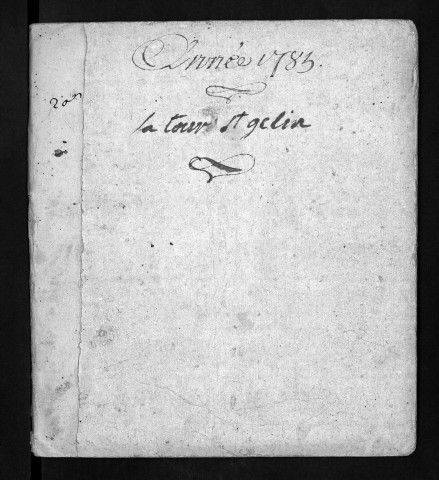 Année 1785.
la tour st gelin